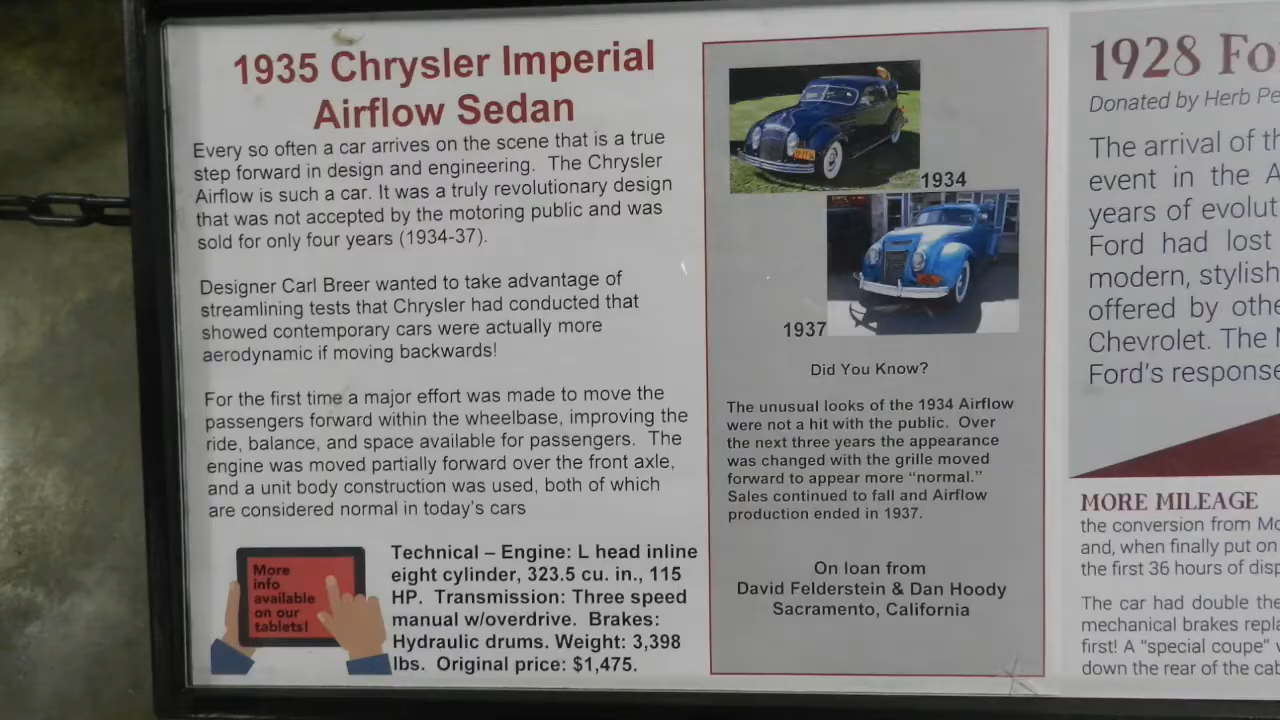 1935 Chrysler Imperial
Airflow Sedan
Every so often a car arrives on the scene that is a true
step forward in design and engineering. The Chrysler
Airflow is such a car. It was a truly revolutionary design
that was not accepted by the motoring public and was
sold for only four years (1934-37).
Designer Carl Breer wanted to take advantage of
streamlining tests that Chrysler had conducted that
showed contemporary cars were actually more
aerodynamic if moving backwards!
For the first time a major effort was made to move the
passengers forward within the wheelbase, improving the
ride, balance, and space available for passengers. The
engine was moved partially forward over the front axle,
and a unit body construction was used, both of which
are considered normal in today's cars
More
info
available
on our
tablets!
Technical – Engine: L head inline
eight cylinder, 323.5 cu. in., 115
HP. Transmission: Three speed
manual w/overdrive. Brakes:
Hydraulic drums. Weight: 3,398
lbs. Original price: $1,475.
1934
1937
Did You Know?
The unusual looks of the 1934 Airflow
were not a hit with the public. Over
the next three years the appearance
was changed with the grille moved
forward to appear more “normal.”
Sales continued to fall and Airflow
production ended in 1937.
On loan from
David Felderstein & Dan Hoody
Sacramento, California
1928 Fo
Donated by Herb Pe
The arrival of th
event in the A
years of evolut
Ford had lost
modern, stylish
offered by othe
Chevrolet. The
Ford's response
MORE MILEAGE
the conversion from Mo
and, when finally put on
the first 36 hours of disp
The car had double the
mechanical brakes repla
first! A “special coupe”
down the rear of the cab